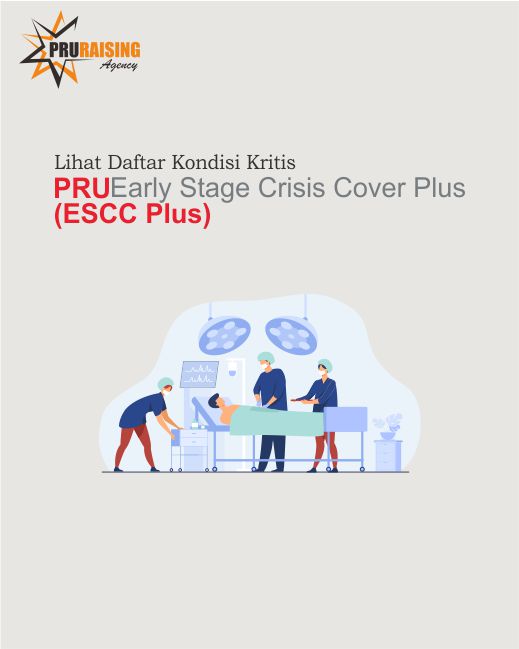 PRURAISING
Agency
Lihat Daftar Kondisi Kritis
PRUEarly Stage Crisis Cover Plus
(ESCC Plus)